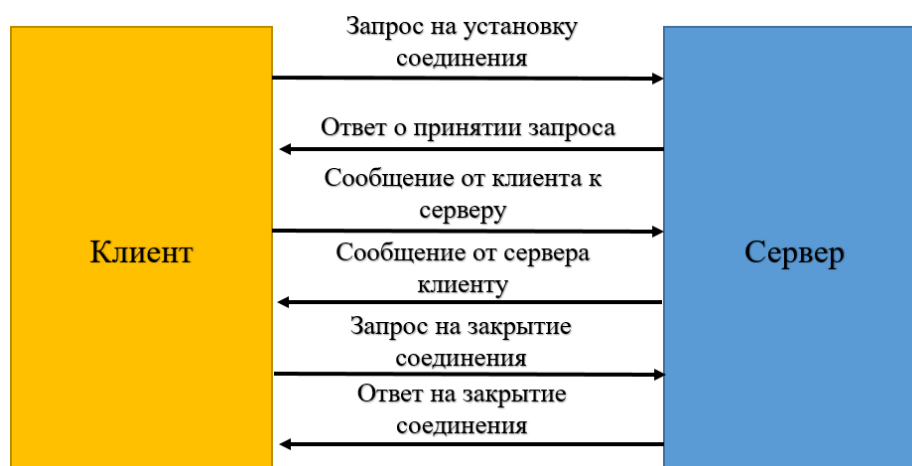 Запрос на установку
соединения
Ответ о принятии запроса
Сообщение от клиента к
серверу
Клиент
Сервер
Сообщение от сервера
клиенту
Запрос на закрытие
соединения
Ответ на закрытие
соединения